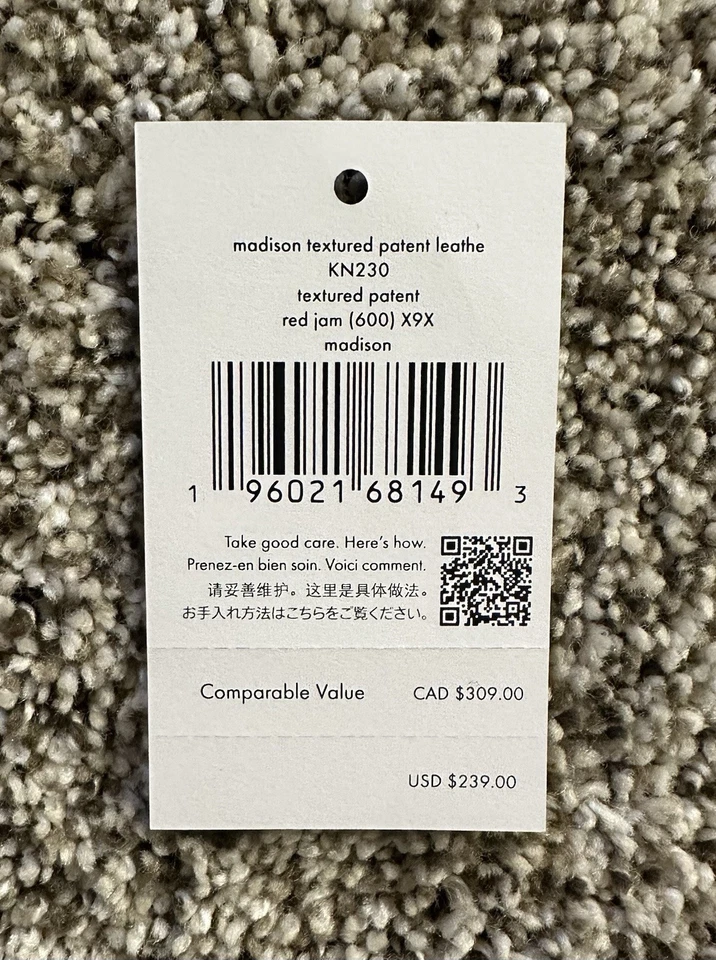 madison textured patent leathe
KN230
textured patent
red jam (600) X9X
madison
1 96021 68149 3
Take good care. Here's how.
Prenez-en bien soin. Voici comment.
请妥善维护。这里是具体做法。
お手入れ方法はこちらをご覧ください。
Comparable Value CAD $309.00
USD $239.00